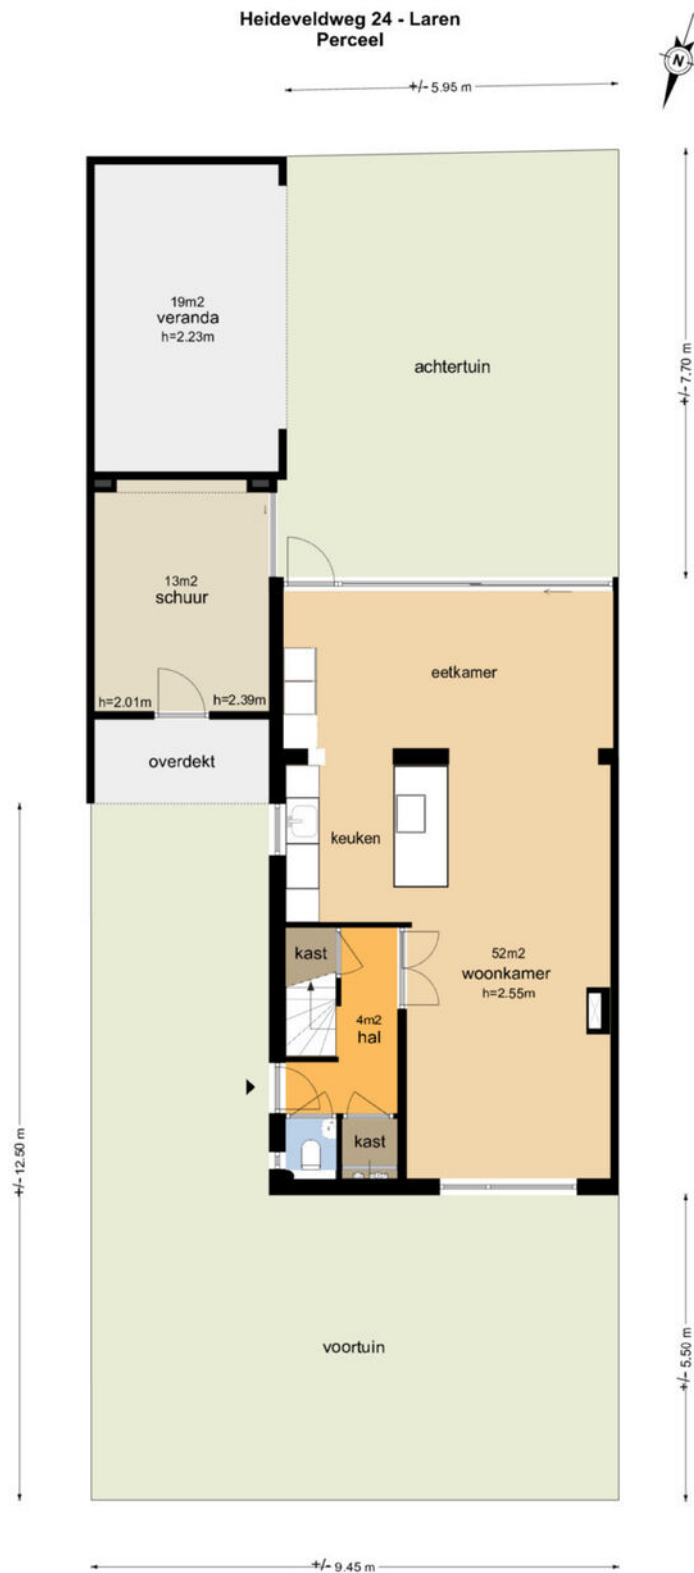 Heideveldweg 24 - Laren
Perceel
N
+/- 5.95 m
19m2
veranda
h=2.23m
achtertuin
+/- 7.70 m
13m2
schuur
h=2.01m
h=2.39m
eetkamer
overdekt
keuken
kast
52m2
woonkamer
h=2.55m
4m2
hal
kast
+/- 12.50 m
voortuin
+/- 5.50 m
+/- 9.45 m